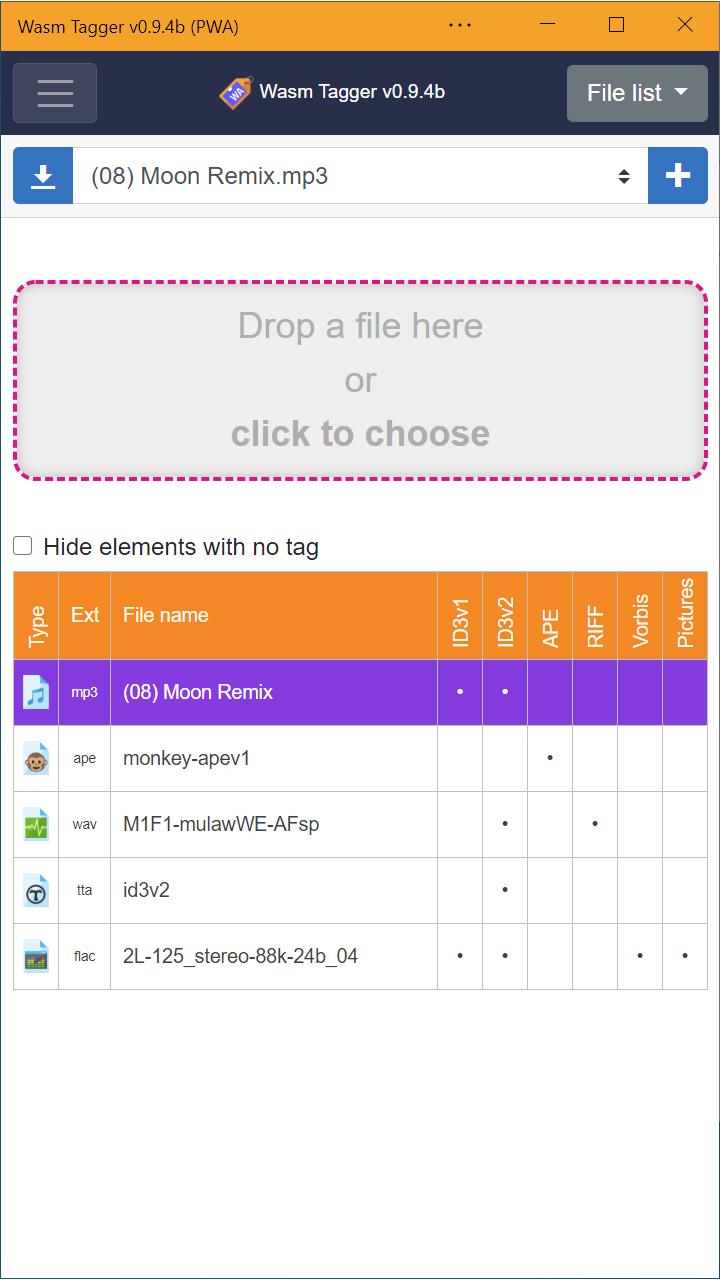 Wasm Tagger v0.9.4b (PWA)
WA Wasm Tagger v0.9.4b File list
(08) Moon Remix.mp3
Drop a file here
or
click to choose
Hide elements with no tag
Type Ext File name ID3v1 ID3v2 APE RIFF Vorbis Pictures
mp3 (08) Moon Remix • •
ape monkey-apev1 •
wav M1F1-mulawWE-AFsp • •
tta id3v2 •
flac 2L-125_stereo-88k-24b_04 • • • •